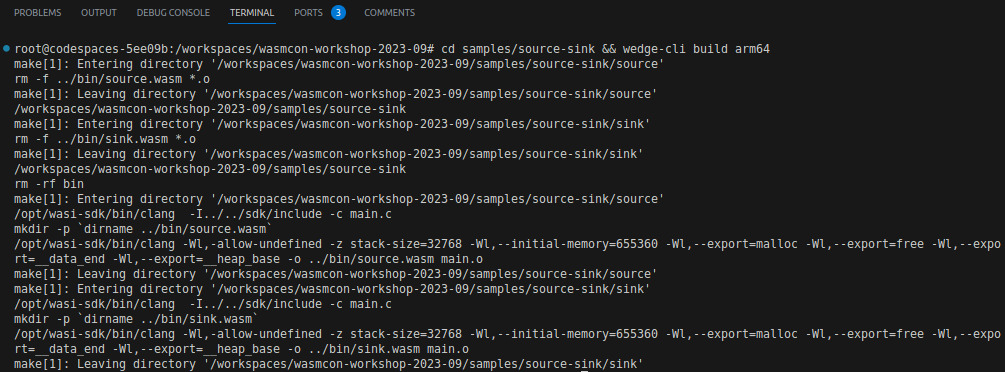 PROBLEMS OUTPUT DEBUG CONSOLE TERMINAL PORTS 3 COMMENTS
root@codespaces-5ee09b:/workspaces/wasmcon-workshop-2023-09# cd samples/source-sink && wedge-cli build arm64
make[1]: Entering directory '/workspaces/wasmcon-workshop-2023-09/samples/source-sink/source'
rm -f ../bin/source.wasm *.o
make[1]: Leaving directory '/workspaces/wasmcon-workshop-2023-09/samples/source-sink/source'
/workspaces/wasmcon-workshop-2023-09/samples/source-sink
make[1]: Entering directory '/workspaces/wasmcon-workshop-2023-09/samples/source-sink/sink'
rm -f ../bin/sink.wasm *.o
make[1]: Leaving directory '/workspaces/wasmcon-workshop-2023-09/samples/source-sink/sink'
/workspaces/wasmcon-workshop-2023-09/samples/source-sink
rm -rf bin
make[1]: Entering directory '/workspaces/wasmcon-workshop-2023-09/samples/source-sink/source'
/opt/wasi-sdk/bin/clang  -I../../sdk/include -c main.c
mkdir -p `dirname ../bin/source.wasm`
/opt/wasi-sdk/bin/clang -Wl,-allow-undefined -z stack-size=32768 -Wl,--initial-memory=655360 -Wl,--export=malloc -Wl,--export=free -Wl,--expo
rt=__data_end -Wl,--export=__heap_base -o ../bin/source.wasm main.o
make[1]: Leaving directory '/workspaces/wasmcon-workshop-2023-09/samples/source-sink/source'
make[1]: Entering directory '/workspaces/wasmcon-workshop-2023-09/samples/source-sink/sink'
/opt/wasi-sdk/bin/clang  -I../../sdk/include -c main.c
mkdir -p `dirname ../bin/sink.wasm`
/opt/wasi-sdk/bin/clang -Wl,-allow-undefined -z stack-size=32768 -Wl,--initial-memory=655360 -Wl,--export=malloc -Wl,--export=free -Wl,--expo
rt=__data_end -Wl,--export=__heap_base -o ../bin/sink.wasm main.o
make[1]: Leaving directory '/workspaces/wasmcon-workshop-2023-09/samples/source-sink/sink'